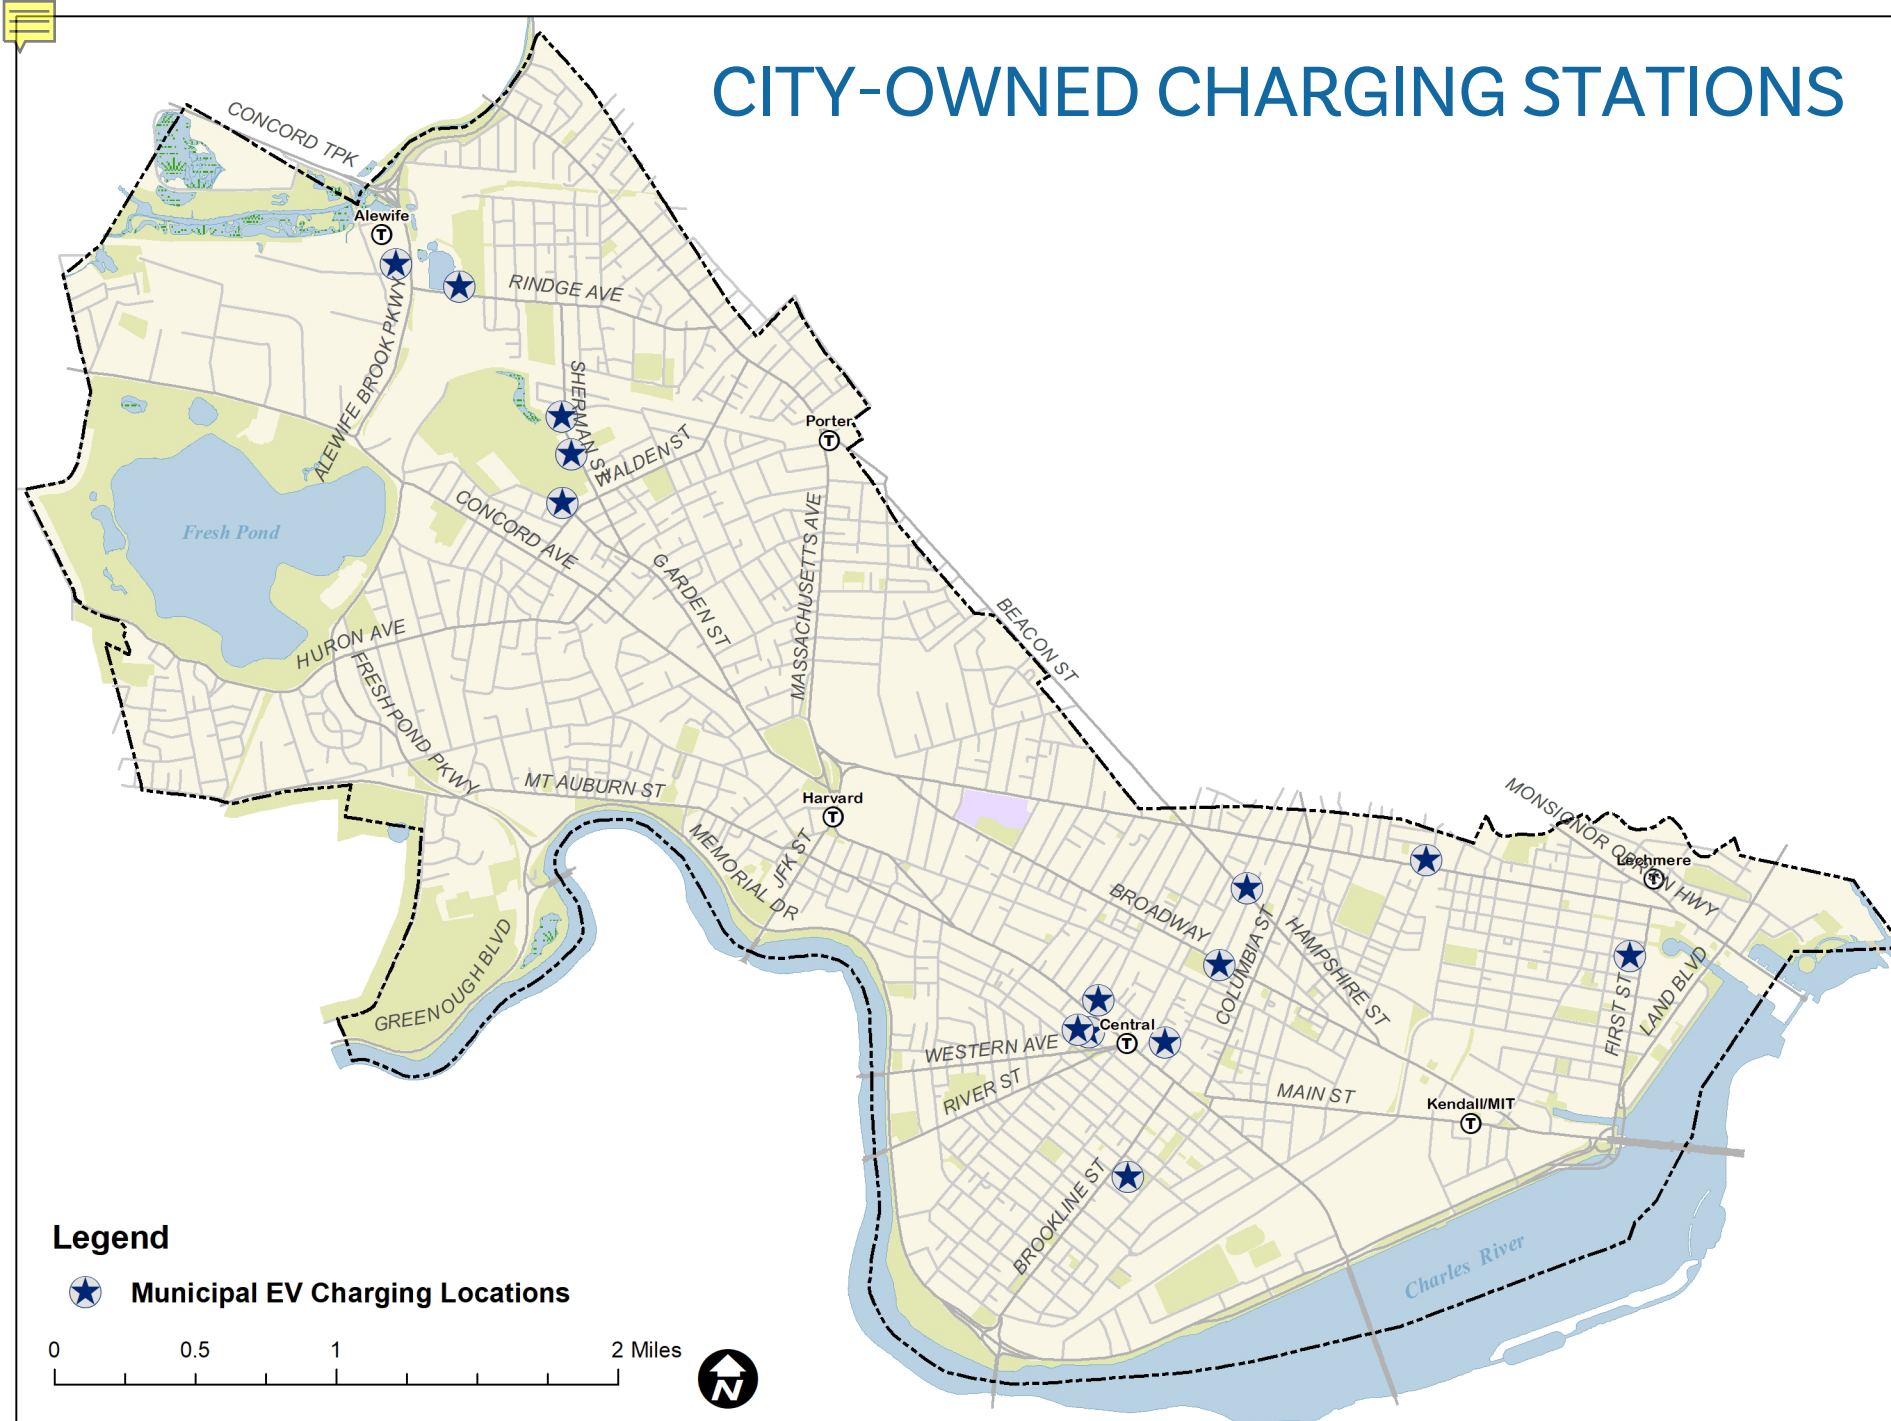 CITY-OWNED CHARGING STATIONS
CONCORD TPK
Alewife
T
RINDGE AVE
ALEWIFE BROOK PKWY
SHERMAN ST
WALDEN ST
Porter
T
CONCORD AVE
Fresh Pond
GARDEN ST
MASSACHUSETTS AVE
BEACON ST
HURON AVE
FRESH POND PKWY
MT AUBURN ST
Harvard
T
JFK ST
MEMORIAL DR
GREENOUGH BLVD
MONSIGNOR OBRIEN HWY
Lechmere
T
BROADWAY
COLUMBIA ST
HAMPSHIRE ST
FIRST ST
LAND BLVD
Central
T
WESTERN AVE
RIVER ST
MAIN ST
Kendall/MIT
T
BROOKLINE ST
Charles River
Legend
Municipal EV Charging Locations
0 0.5 1 2 Miles
N